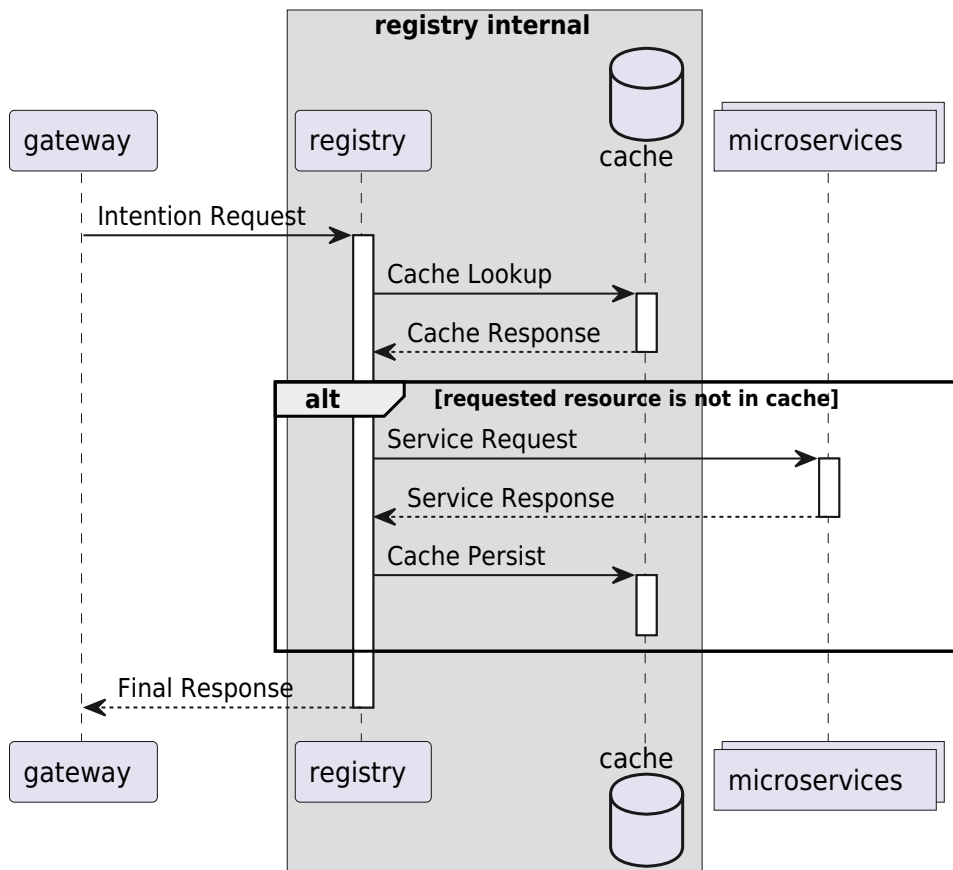 registry internal
gateway
registry
cache
microservices
Intention Request
Cache Lookup
Cache Response
alt
[requested resource is not in cache]
Service Request
Service Response
Cache Persist
Final Response
gateway
registry
cache
microservices